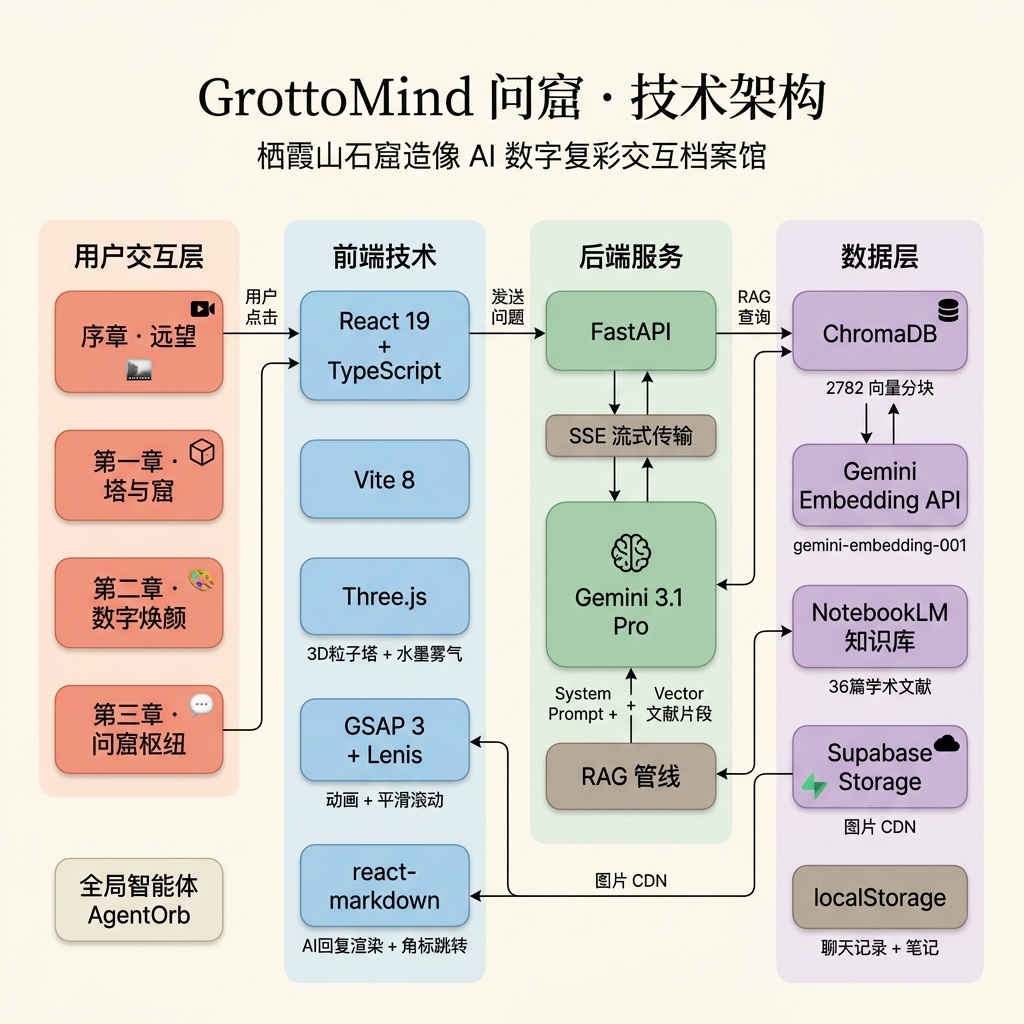 GrottoMind 问窟 · 技术架构
栖霞山石窟造像 AI 数字复彩交互档案馆
用户交互层
序章 · 远望
第一章 ·
塔与窟
第二章 ·
数字焕颜
第三章 ·
问窟枢纽
全局智能体
AgentOrb
用户
点击
前端技术
React 19
+
TypeScript
Vite 8
Three.js
3D粒子塔 + 水墨雾气
GSAP 3
+ Lenis
动画 + 平滑滚动
react-
markdown
AI回复渲染 + 角标跳转
发送
问题
后端服务
FastAPI
SSE 流式传输
Gemini 3.1
Pro
System
Prompt +
+
Vector
文献片段
RAG 管线
图片 CDN
RAG
查询
数据层
ChromaDB
2782 向量分块
Gemini
Embedding API
gemini-embedding-001
NotebookLM
知识库
36篇学术文献
Supabase
Storage
图片 CDN
localStorage
聊天记录 + 笔记